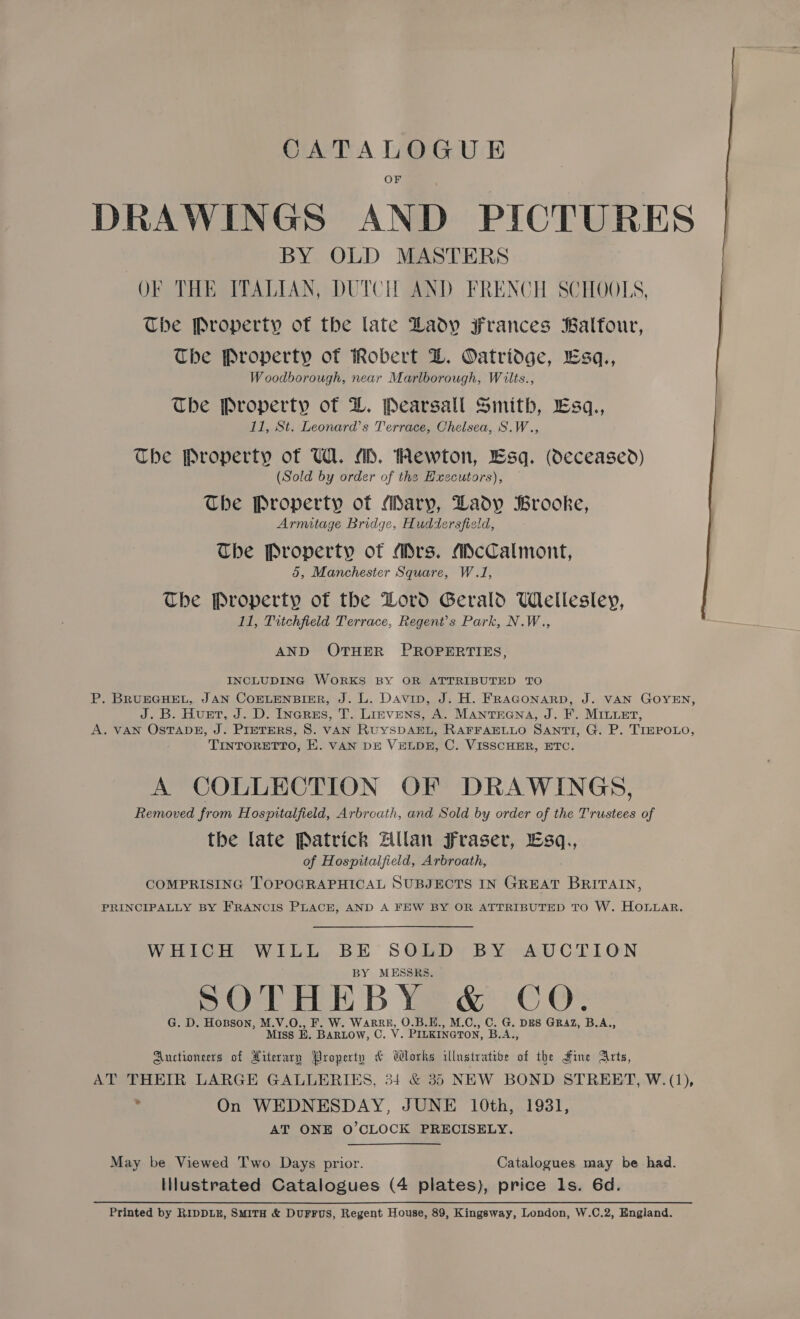 CATALOGUE
OF
DRAWINGS AND PICTURES
BY OLD MASTERS
OF THE ITALIAN, DUTCH AND FRENCH SCHOOLS,
The Property of the late Lady Frances Balfour,
The Property of Robert L. Oatridge, Esq.,
Woodborough, near Marlborough, Wilts.,
The Property of L. Pearsall Smith, Esq.,
11, St. Leonard's Terrace, Chelsea, S.W.,
The Property of W. M. Newton, Esq. (deceased)
(Sold by order of the Executors),
The Property of Mary, Lady Brooke,
Armitage Bridge, Huddersfield,
The Property of Mrs. McCalmont,
5, Manchester Square, W.1,
The Property of the Lord Gerald Wellesley,
11, Titchfield Terrace, Regent's Park, N.W.,
AND OTHER PROPERTIES,
INCLUDING WORKS BY OR ATTRIBUTED TO
P. BRUEGHEL, JAN COELENBIER, J. L. DAVID, J. H. FRAGONARD, J. VAN GOYEN,
J. B. HUET, J. D. INGRES, T. LIEVENS, A. MANTEGNA, J. F. MILLET,
A. VAN OSTADE, J. PIETERS, S. VAN RUYSDAEL, RAFFAELLO SANTI, G. P. TIEPOLO,
TINTORETTO, E. VAN DE VELDE, C. VISSCHER, ETC.
A COLLECTION OF DRAWINGS,
Removed from Hospitalfield, Arbroath, and Sold by order of the Trustees of
the late Patrick Allan Fraser, Esq.,
of Hospitalfield, Arbroath,
COMPRISING TOPOGRAPHICAL SUBJECTS IN GREAT BRITAIN,
PRINCIPALLY BY FRANCIS PLACE, AND A FEW BY OR ATTRIBUTED TO W. HOLLAR.
WHICH WILL BE SOLD BY AUCTION
BY MESSRS.
SOTHEBY & CO.
G. D. HOBSON, M.V.O., F. W. WARRE, O.B.E., M.C., C. G. DES GRAZ, B.A.,
MISS E. BARLOW, C. V. PILKINGTON, B.A.,
Auctioneers of Literary Property & Works illustrative of the Fine Arts,
AT THEIR LARGE GALLERIES, 34 & 35 NEW BOND STREET, W.(1),
On WEDNESDAY, JUNE 10th, 1931,
AT ONE O'CLOCK PRECISELY.
May be Viewed Two Days prior. Catalogues may be had.
Illustrated Catalogues (4 plates), price 1s. 6d.
Printed by RIDDLE, SMITH & DUFFUS, Regent House, 89, Kingsway, London, W.C.2, England.